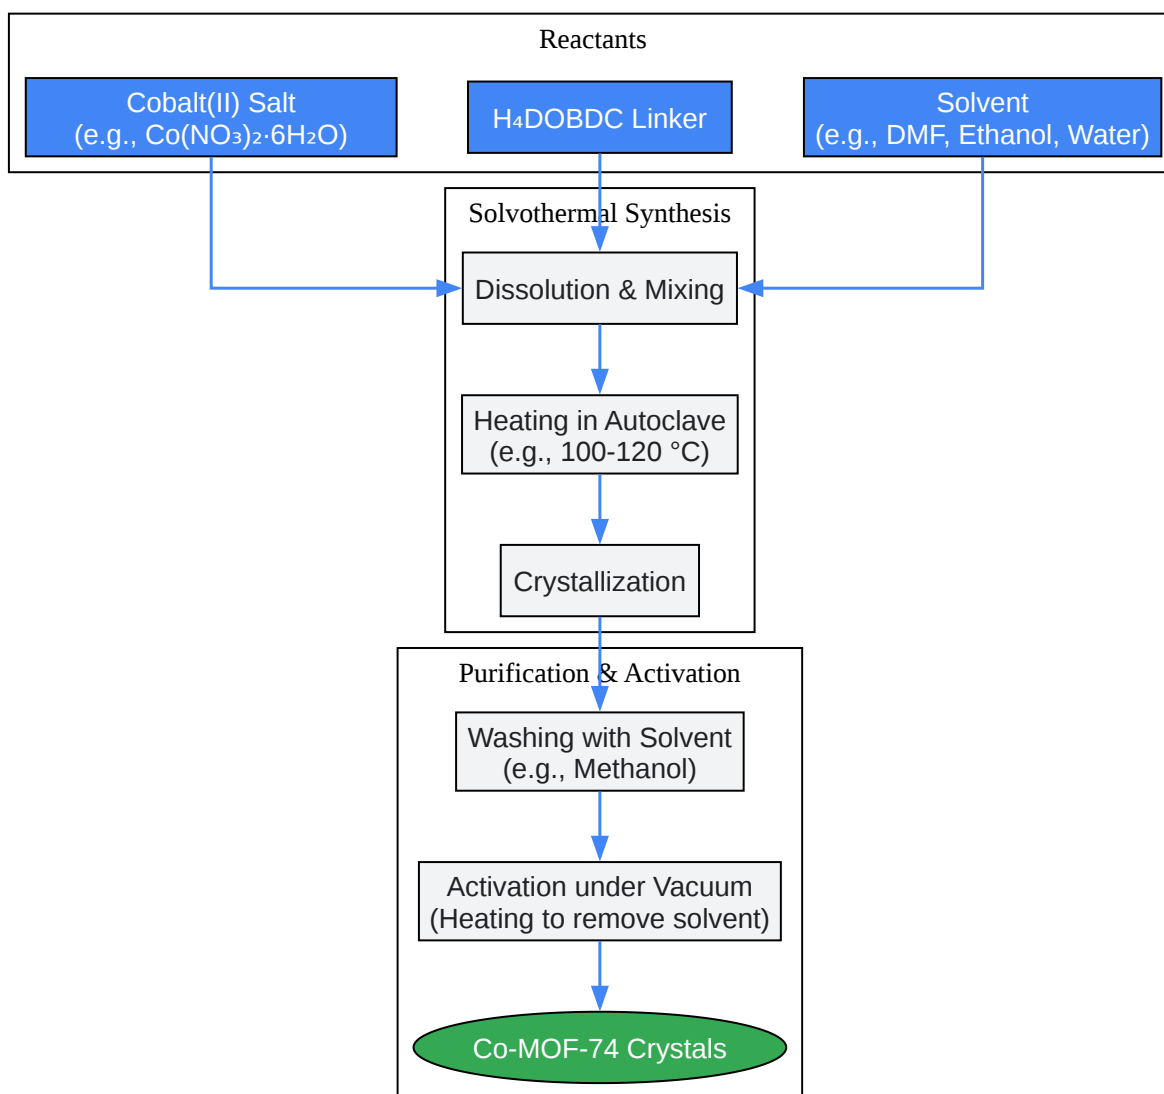 Reactants
Cobalt(II) Salt
(e.g., Co(NO₃)₂·6H₂O)
H₄DOBDC Linker
Solvent
(e.g., DMF, Ethanol, Water)
Solvothermal Synthesis
Dissolution & Mixing
Heating in Autoclave
(e.g., 100-120 °C)
Crystallization
Purification & Activation
Washing with Solvent
(e.g., Methanol)
Activation under Vacuum
(Heating to remove solvent)
Co-MOF-74 Crystals